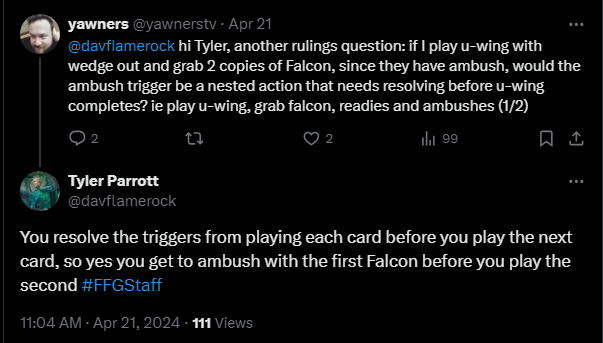 yawners @yawnerstv · Apr 21
@davflamerock hi Tyler, another rulings question: if I play u-wing with
wedge out and grab 2 copies of Falcon, since they have ambush, would the
ambush trigger be a nested action that needs resolving before u-wing
completes? ie play u-wing, grab falcon, readies and ambushes (1/2)
2 2 99
Tyler Parrott
@davflamerock
You resolve the triggers from playing each card before you play the next
card, so yes you get to ambush with the first Falcon before you play the
second #FFGStaff
11:04 AM · Apr 21, 2024 · 111 Views